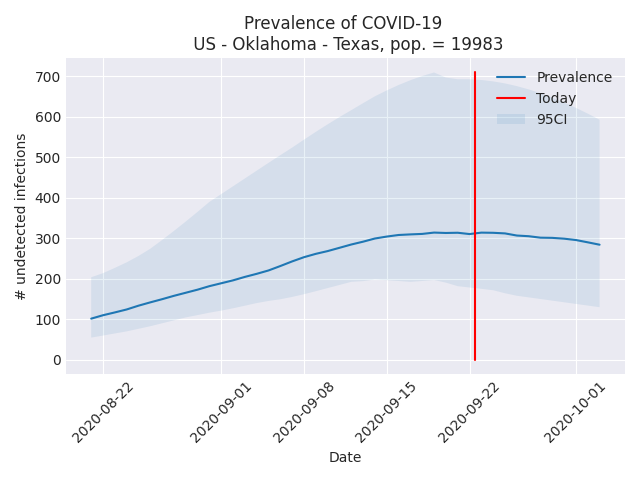 Prevalence of COVID-19
US - Oklahoma - Texas, pop. = 19983
700
600
500
400
300
200
100
0
# undetected infections
Prevalence
Today
95CI
2020-08-22
2020-09-01
2020-09-08
2020-09-15
2020-09-22
2020-10-01
Date